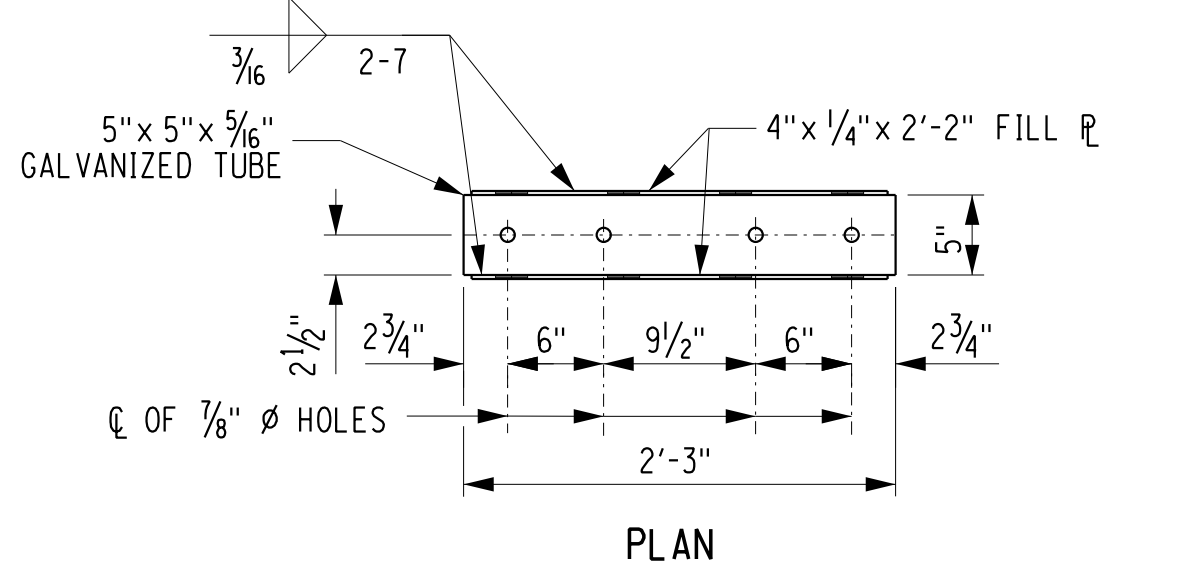 3/16
2-7
5" x 5" x 5/16"
GALVANIZED TUBE
4" x 1/4" x 2'-2" FILL ℙL
5"
2 1/2"
2 3/4"
6"
9 1/2"
6"
2 3/4"
℄ OF 7/8" Ø HOLES
2'-3"
PLAN